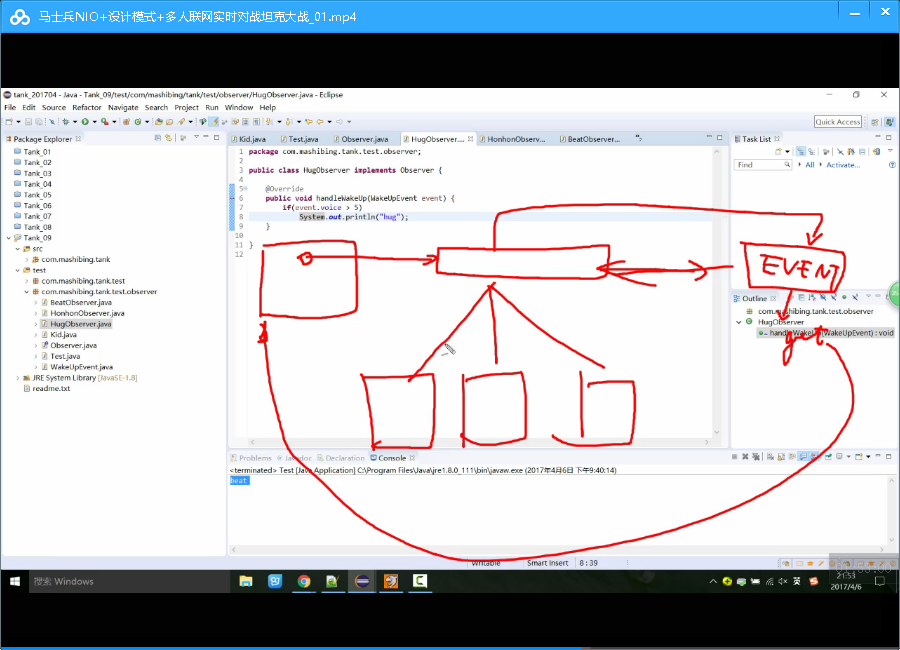 马士兵NIO+设计模式+多人联网实时对战坦克大战_01.mp4
tank_201704 - Java - Tank_09/test/com/mashibing/tank/test/observer/HugObserver.java - Eclipse
File Edit Source Refactor Navigate Search Project Run Window Help
Quick Access
Package Explorer
Tank_01
Tank_02
Tank_03
Tank_04
Tank_05
Tank_06
Tank_07
Tank_08
Tank_09
src
com.mashibing.tank
test
com.mashibing.tank.test
com.mashibing.tank.test.observer
BeatObserver.java
HonhonObserver.java
HugObserver.java
Kid.java
Observer.java
Test.java
WakeUpEvent.java
JRE System Library [JavaSE-1.8]
readme.txt
Kid.java Test.java Observer.java HugObserver.... HonhonObserv... BeatObserver...
1 package com.mashibing.tank.test.observer;
2
3 public class HugObserver implements Observer {
4
5 @Override
6 public void handleWakeUp(WakeUpEvent event) {
7 if(event.voice > 5)
8 System.out.println("hug");
9 }
10
11 }
12
EVENT
get
Task List
Find All Activate...
Outline
com.mashibing.tank.test.observer
HugObserver
handleWakeUp(WakeUpEvent) : void
Problems Javadoc Declaration Console
<terminated> Test [Java Application] C:\Program Files\Java\jre1.8.0_111\bin\javaw.exe (2017年4月6日 下午9:40:14)
beat
Writable Smart Insert 8 : 39
搜索 Windows
英
21:53
2017/4/6